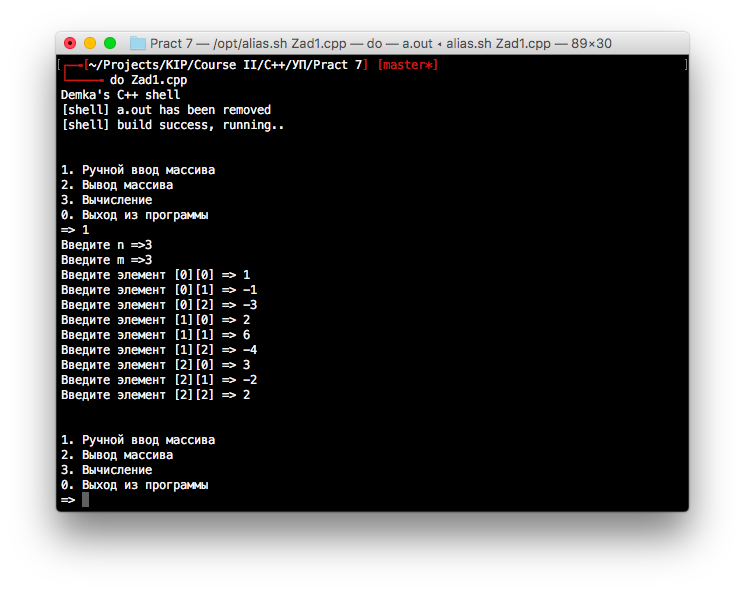 Pract 7 — /opt/alias.sh Zad1.cpp — do — a.out ◂ alias.sh Zad1.cpp — 89×30
[~/Projects/KIP/Course II/C++/УП/Pract 7] [master*]
do Zad1.cpp
Demka's C++ shell
[shell] a.out has been removed
[shell] build success, running..
1. Ручной ввод массива
2. Вывод массива
3. Вычисление
0. Выход из программы
=> 1
Введите n =>3
Введите m =>3
Введите элемент [0][0] => 1
Введите элемент [0][1] => -1
Введите элемент [0][2] => -3
Введите элемент [1][0] => 2
Введите элемент [1][1] => 6
Введите элемент [1][2] => -4
Введите элемент [2][0] => 3
Введите элемент [2][1] => -2
Введите элемент [2][2] => 2
1. Ручной ввод массива
2. Вывод массива
3. Вычисление
0. Выход из программы
=>